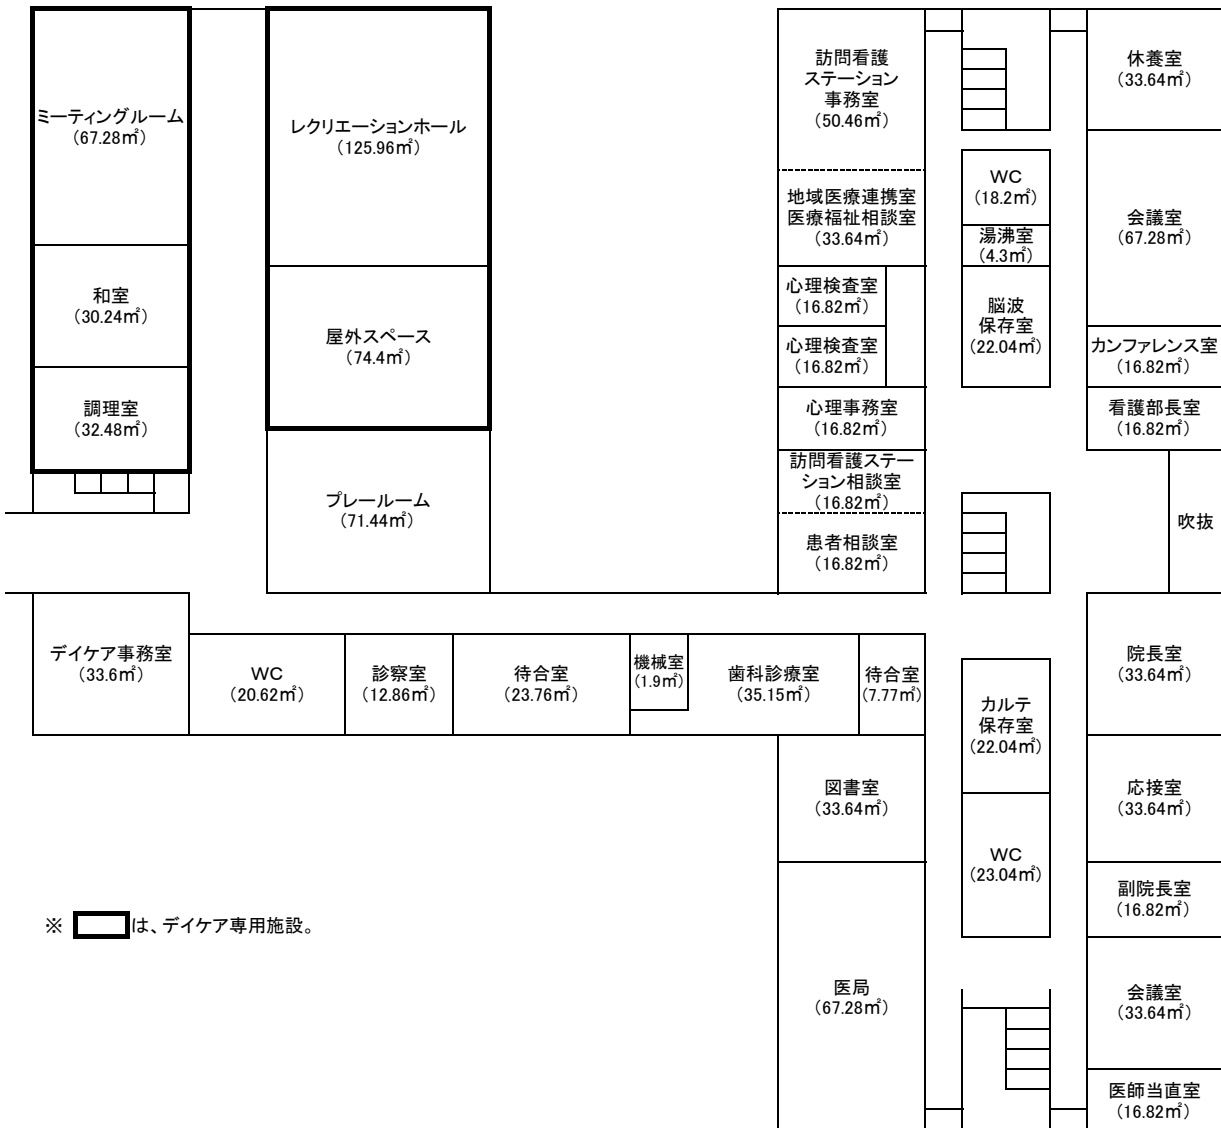 ミーティングルーム
(67.28㎡)
和室
(30.24㎡)
調理室
(32.48㎡)
レクリエーションホール
(125.96㎡)
屋外スペース
(74.4㎡)
プレールーム
(71.44㎡)
訪問看護
ステーション
事務室
(50.46㎡)
地域医療連携室
医療福祉相談室
(33.64㎡)
心理検査室
(16.82㎡)
心理検査室
(16.82㎡)
心理事務室
(16.82㎡)
訪問看護ステー
ション相談室
(16.82㎡)
患者相談室
(16.82㎡)
WC
(18.2㎡)
湯沸室
(4.3㎡)
脳波
保存室
(22.04㎡)
休養室
(33.64㎡)
会議室
(67.28㎡)
カンファレンス室
(16.82㎡)
看護部長室
(16.82㎡)
吹抜
デイケア事務室
(33.6㎡)
WC
(20.62㎡)
診察室
(12.86㎡)
待合室
(23.76㎡)
機械室
(1.9㎡)
歯科診療室
(35.15㎡)
待合室
(7.77㎡)
図書室
(33.64㎡)
医局
(67.28㎡)
カルテ
保存室
(22.04㎡)
WC
(23.04㎡)
院長室
(33.64㎡)
応接室
(33.64㎡)
副院長室
(16.82㎡)
会議室
(33.64㎡)
医師当直室
(16.82㎡)
※ は、デイケア専用施設。